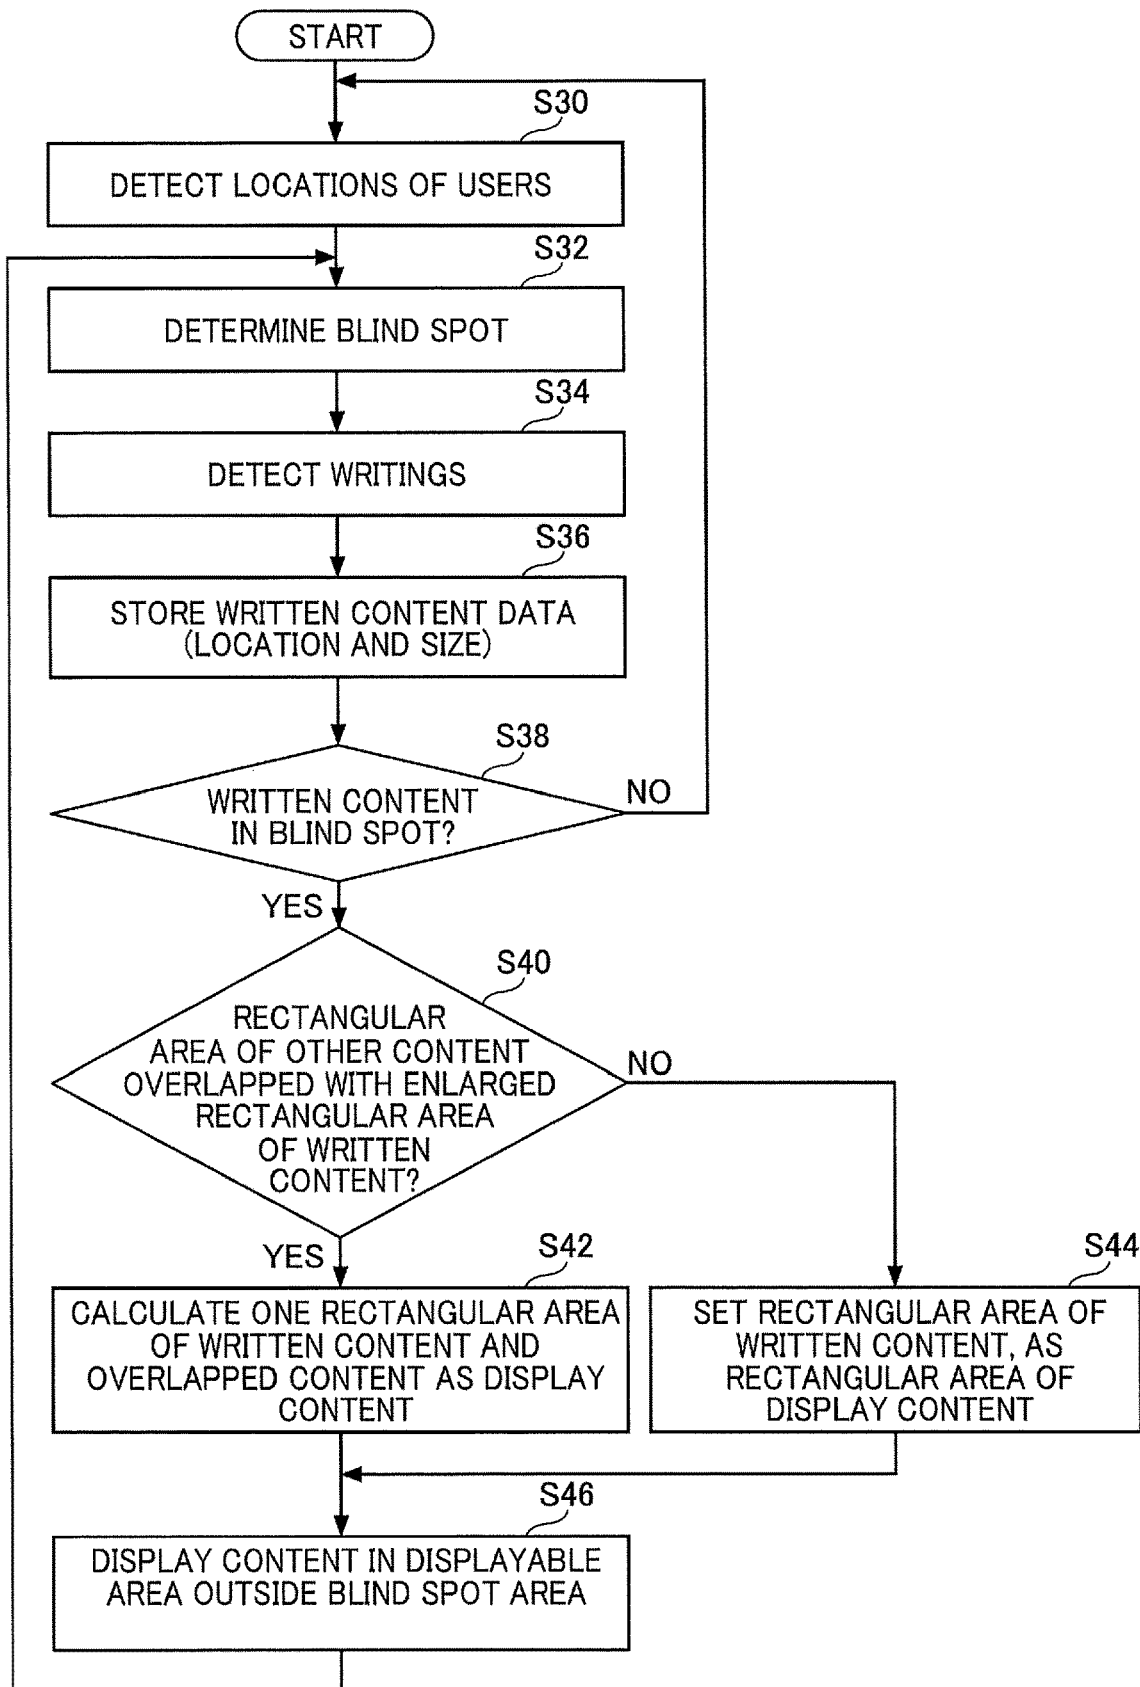 START
S30
DETECT LOCATIONS OF USERS
S32
DETERMINE BLIND SPOT
S34
DETECT WRITINGS
S36
STORE WRITTEN CONTENT DATA
(LOCATION AND SIZE)
S38
WRITTEN CONTENT
IN BLIND SPOT?
NO
YES
S40
RECTANGULAR
AREA OF OTHER CONTENT
OVERLAPPED WITH ENLARGED
RECTANGULAR AREA
OF WRITTEN
CONTENT?
NO
YES
S42
CALCULATE ONE RECTANGULAR AREA
OF WRITTEN CONTENT AND
OVERLAPPED CONTENT AS DISPLAY
CONTENT
S44
SET RECTANGULAR AREA OF
WRITTEN CONTENT, AS
RECTANGULAR AREA OF
DISPLAY CONTENT
S46
DISPLAY CONTENT IN DISPLAYABLE
AREA OUTSIDE BLIND SPOT AREA